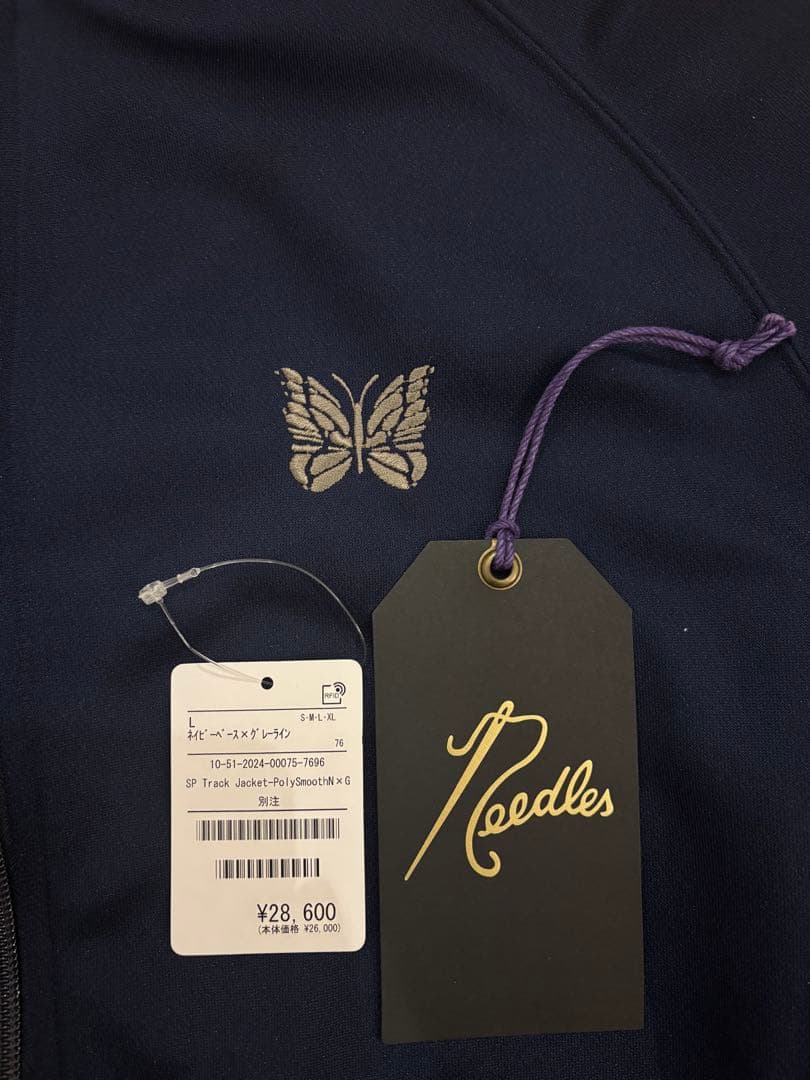 RFID
L
S・M・L・XL
ﾈｲﾋﾞｰﾍﾞｰｽ×ｸﾞﾚｰﾗｲﾝ
76
10-51-2024-00075-7696
SP Track Jacket-PolySmoothN×G
別注
¥28,600
(本体価格 ¥26,000)
Needles